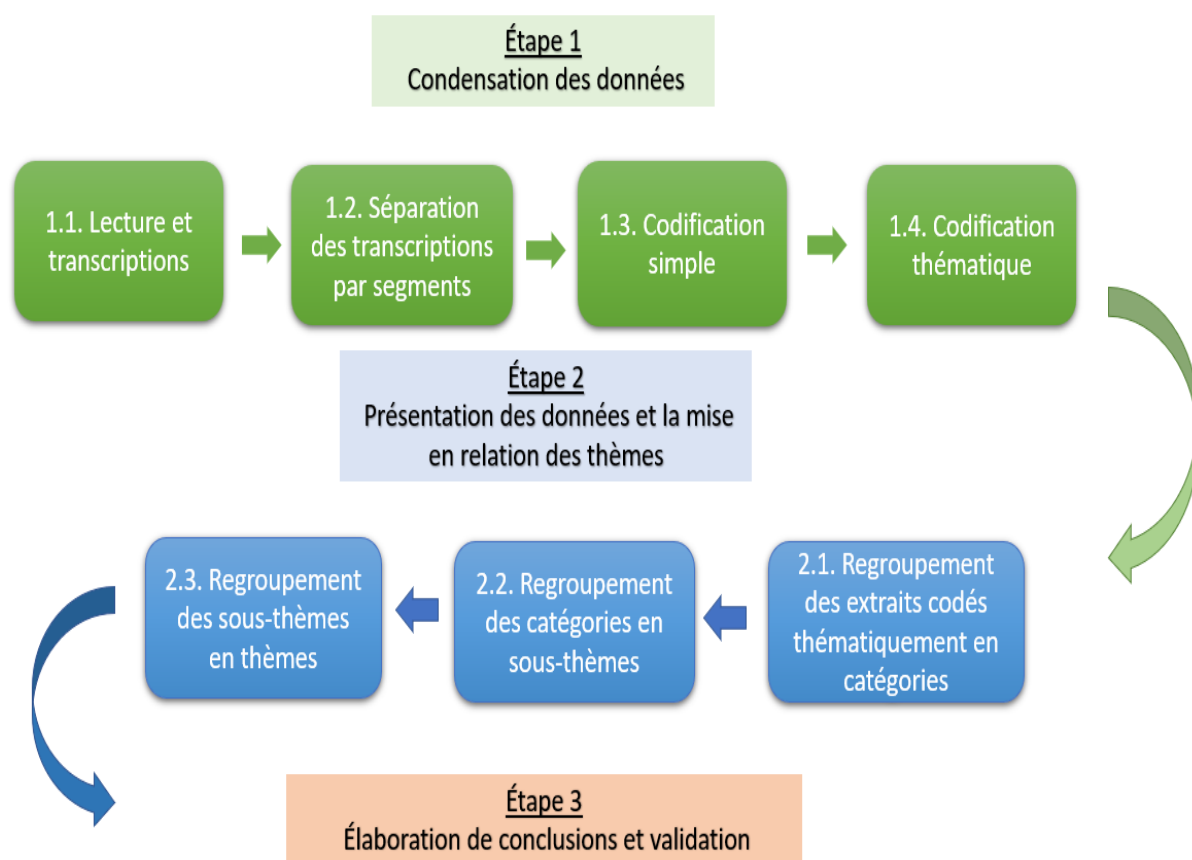 Étape 1
Condensation des données
1.1. Lecture et
transcriptions
1.2. Séparation
des transcriptions
par segments
1.3. Codification
simple
1.4. Codification
thématique
Étape 2
Présentation des données et la mise
en relation des thèmes
2.1. Regroupement
des extraits codés
thématiquement en
catégories
2.2. Regroupement
des catégories en
sous-thèmes
2.3. Regroupement
des sous-thèmes
en thèmes
Étape 3
Élaboration de conclusions et validation